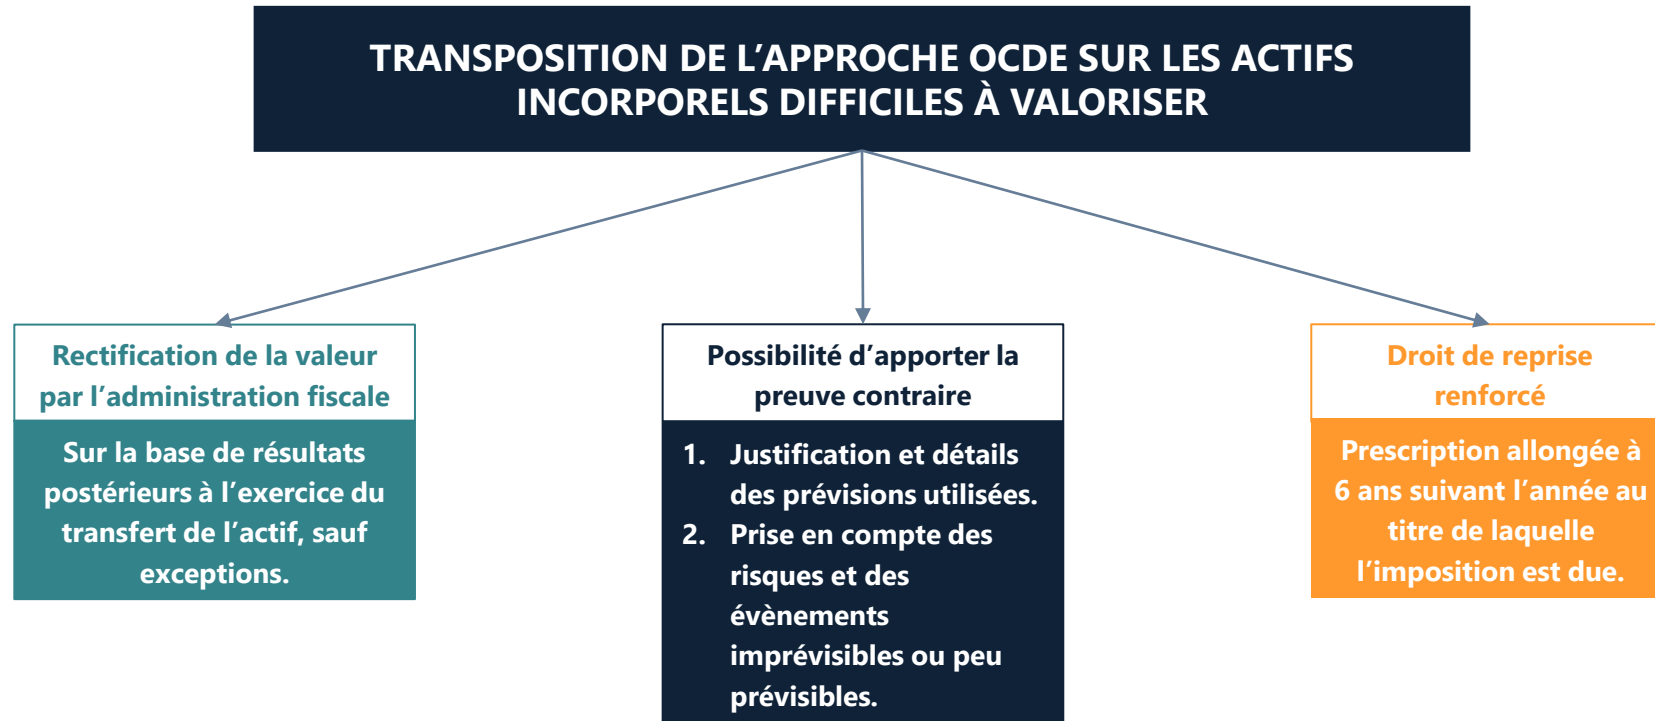 TRANSPOSITION DE L’APPROCHE OCDE SUR LES ACTIFS
INCORPORELS DIFFICILES À VALORISER
Rectification de la valeur
par l’administration fiscale
Sur la base de résultats
postérieurs à l’exercice du
transfert de l’actif, sauf
exceptions.
Possibilité d’apporter la
preuve contraire
1. Justification et détails
des prévisions utilisées.
2. Prise en compte des
risques et des
évènements
imprévisibles ou peu
prévisibles.
Droit de reprise
renforcé
Prescription allongée à
6 ans suivant l’année au
titre de laquelle
l’imposition est due.